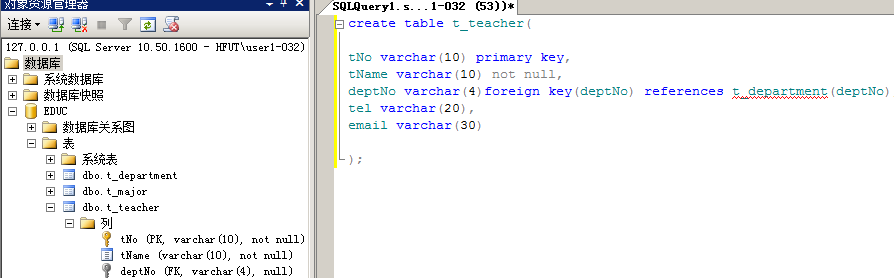 对象资源管理器
连接
127.0.0.1 (SQL Server 10.50.1600 - HFUT\user1-032)
数据库
系统数据库
数据库快照
EDUC
数据库关系图
表
系统表
dbo.t_department
dbo.t_major
dbo.t_teacher
列
tNo (PK, varchar(10), not null)
tName (varchar(10), not null)
deptNo (FK, varchar(4), null)
SQLQuery1.s...1-032 (53))*
create table t_teacher(
tNo varchar(10) primary key,
tName varchar(10) not null,
deptNo varchar(4)foreign key(deptNo) references t_department(deptNo)
tel varchar(20),
email varchar(30)
);